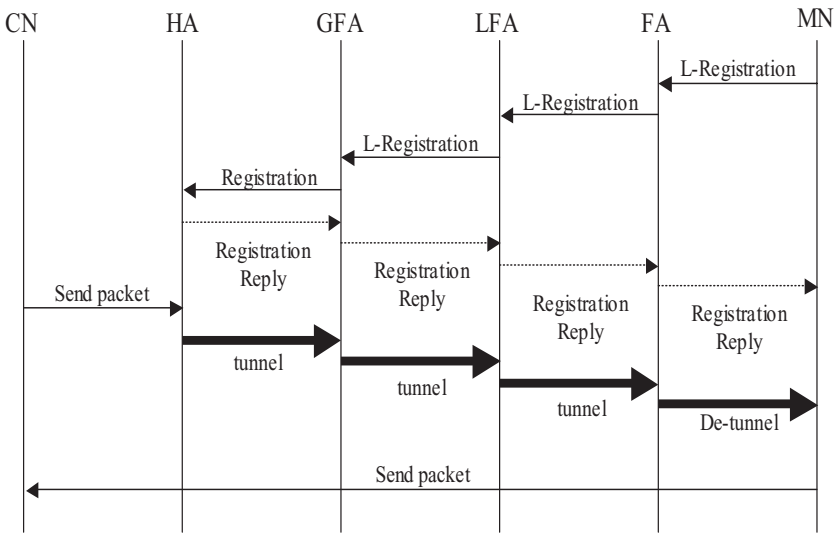 CN HA GFA LFA FA MN
L-Registration
L-Registration
L-Registration
Registration
Registration
Reply
Registration
Reply
Send packet
Registration
Reply
Registration
Reply
tunnel
tunnel
tunnel
De-tunnel
Send packet